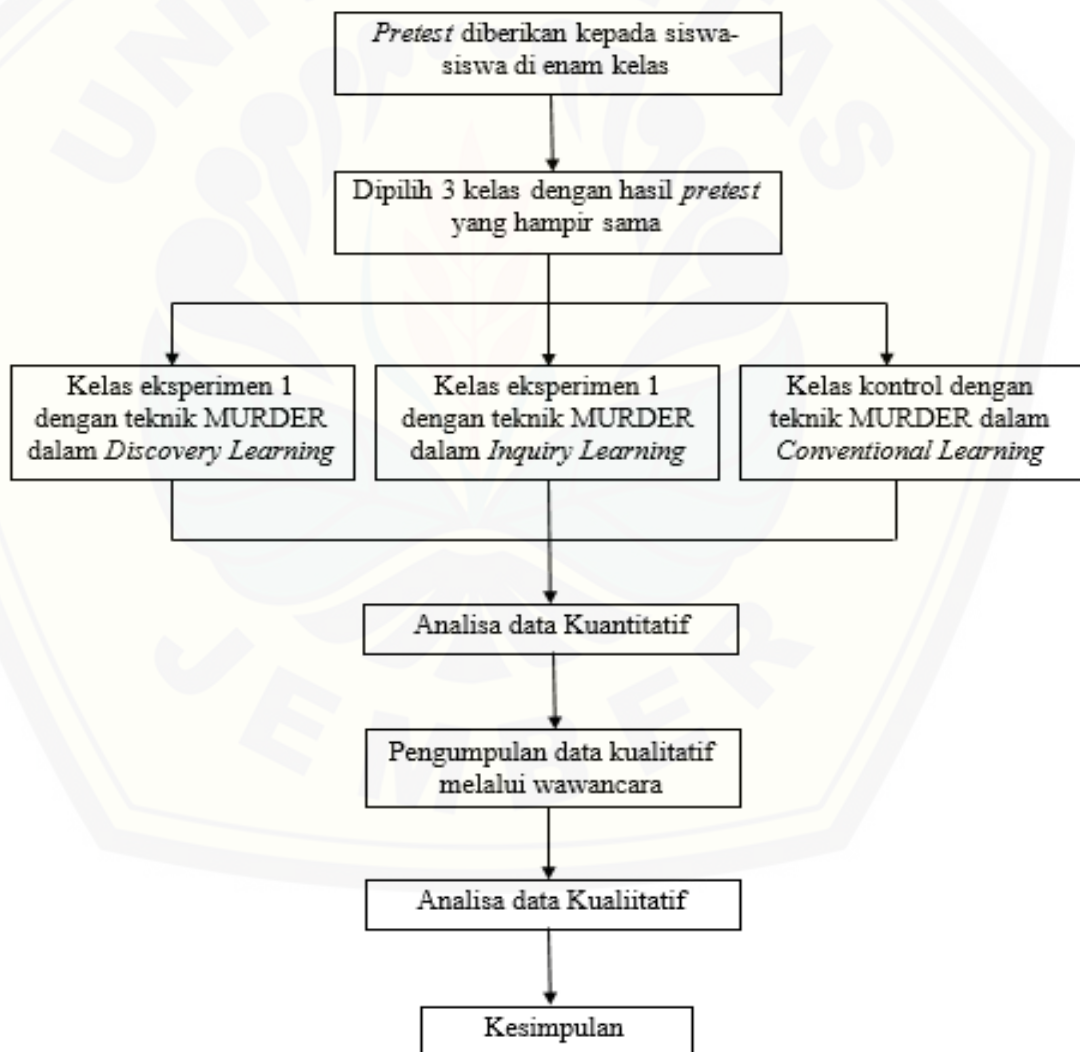 Pretest diberikan kepada siswa-
siswa di enam kelas
Dipilih 3 kelas dengan hasil pretest
yang hampir sama
Kelas eksperimen 1
dengan teknik MURDER
dalam Discovery Learning
Kelas eksperimen 1
dengan teknik MURDER
dalam Inquiry Learning
Kelas kontrol dengan
teknik MURDER dalam
Conventional Learning
Analisa data Kuantitatif
Pengumpulan data kualitatif
melalui wawancara
Analisa data Kualiitatif
Kesimpulan
JEMBER